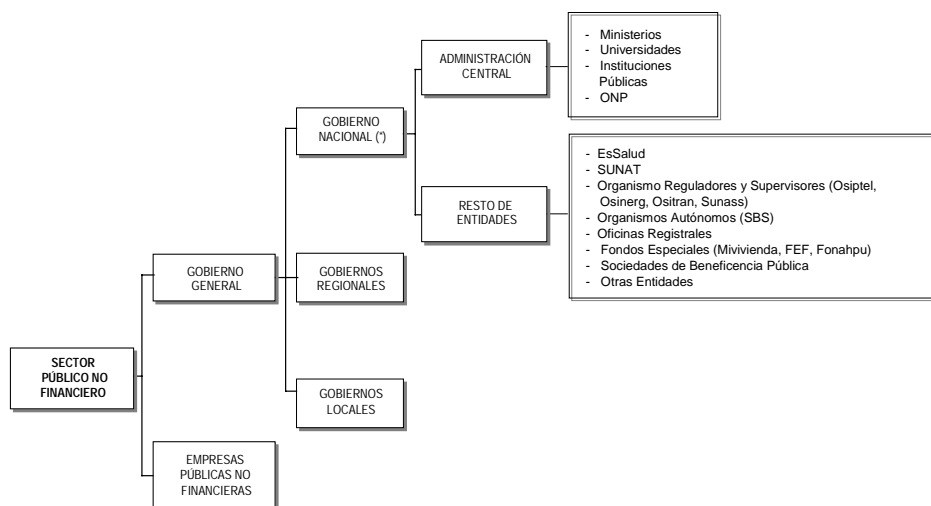 ADMINISTRACIÓN
CENTRAL
- Ministerios
- Universidades
- Instituciones
Públicas
- ONP
GOBIERNO
NACIONAL (*)
RESTO DE
ENTIDADES
- EsSalud
- SUNAT
- Organismo Reguladores y Supervisores (Osiptel,
Osinerg, Ositran, Sunass)
- Organismos Autónomos (SBS)
- Oficinas Registrales
- Fondos Especiales (Mivivienda, FEF, Fonahpu)
- Sociedades de Beneficencia Pública
- Otras Entidades
GOBIERNO
GENERAL
GOBIERNOS
REGIONALES
SECTOR
PÚBLICO NO
FINANCIERO
GOBIERNOS
LOCALES
EMPRESAS
PÚBLICAS NO
FINANCIERAS